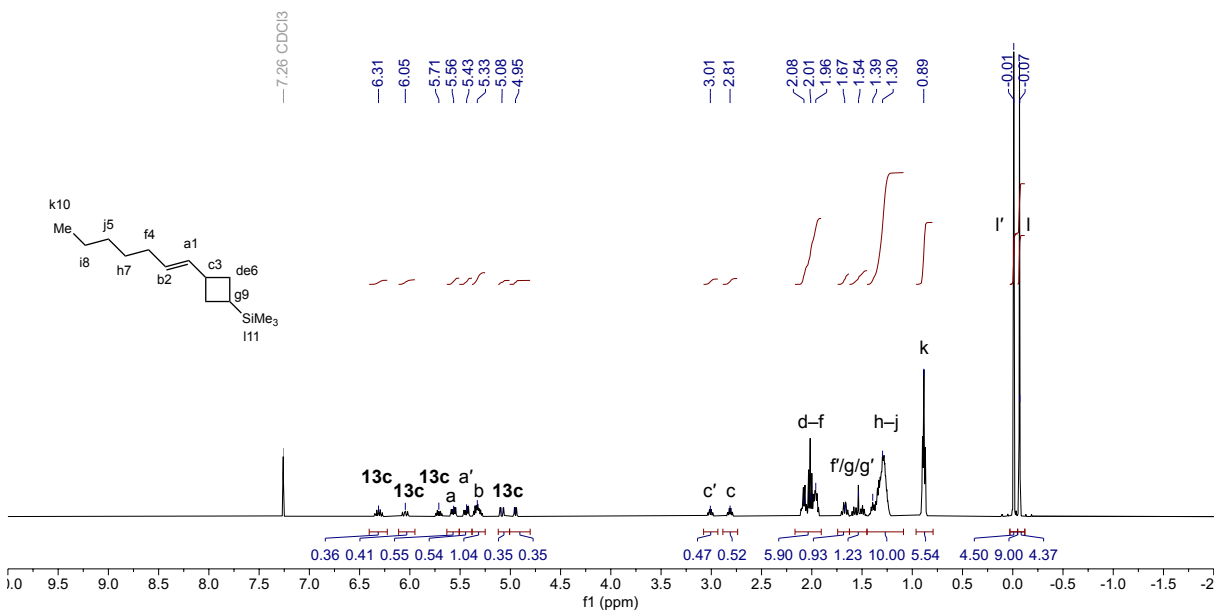 7.26 CDCl3
6.31
6.05
5.71
5.56
5.43
5.33
5.08
4.95
3.01
2.81
2.08
2.01
1.96
1.67
1.54
1.39
1.30
0.89
-0.01
-0.07
k10
Me
j5
f4
a1
i8
h7
b2
c3
de6
g9
SiMe3
l11
l′ l
k
d–f
h–j
13c
13c
13c
a
a′
b
13c
c′
c
f′/g/g′
0.36
0.41
0.55
0.54
1.04
0.35
0.35
0.47
0.52
5.90
0.93
1.23
10.00
5.54
4.50
9.00
4.37
0.0 9.5 9.0 8.5 8.0 7.5 7.0 6.5 6.0 5.5 5.0 4.5 4.0 3.5 3.0 2.5 2.0 1.5 1.0 0.5 0.0 -0.5 -1.0 -1.5 -2
f1 (ppm)